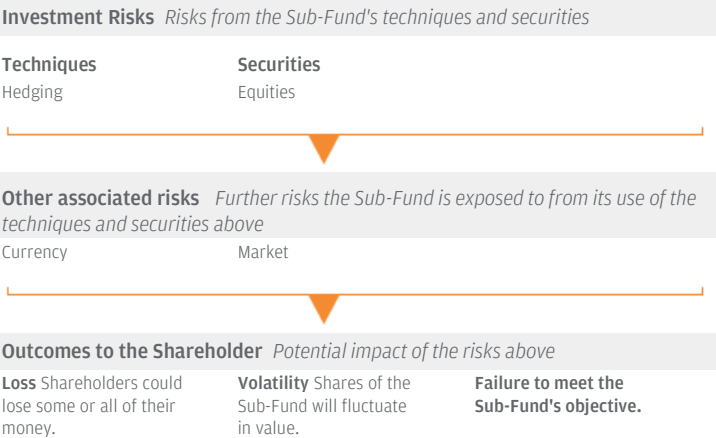 Investment Risks Risks from the Sub-Fund's techniques and securities
Techniques Securities
Hedging Equities
Other associated risks Further risks the Sub-Fund is exposed to from its use of the
techniques and securities above
Currency Market
Outcomes to the Shareholder Potential impact of the risks above
Loss Shareholders could
lose some or all of their
money.
Volatility Shares of the
Sub-Fund will fluctuate
in value.
Failure to meet the
Sub-Fund's objective.